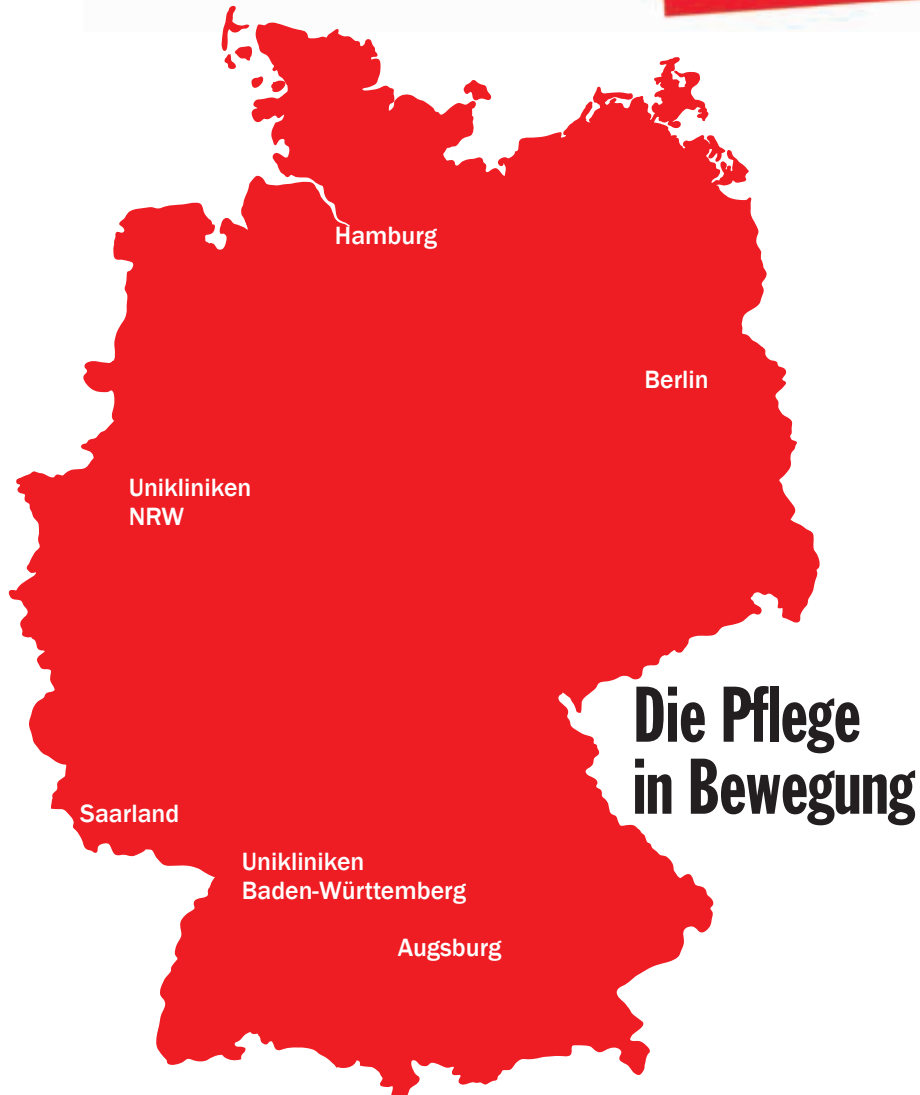 Hamburg
Berlin
Unikliniken
NRW
Die Pflege
in Bewegung
Saarland
Unikliniken
Baden-Württemberg
Augsburg